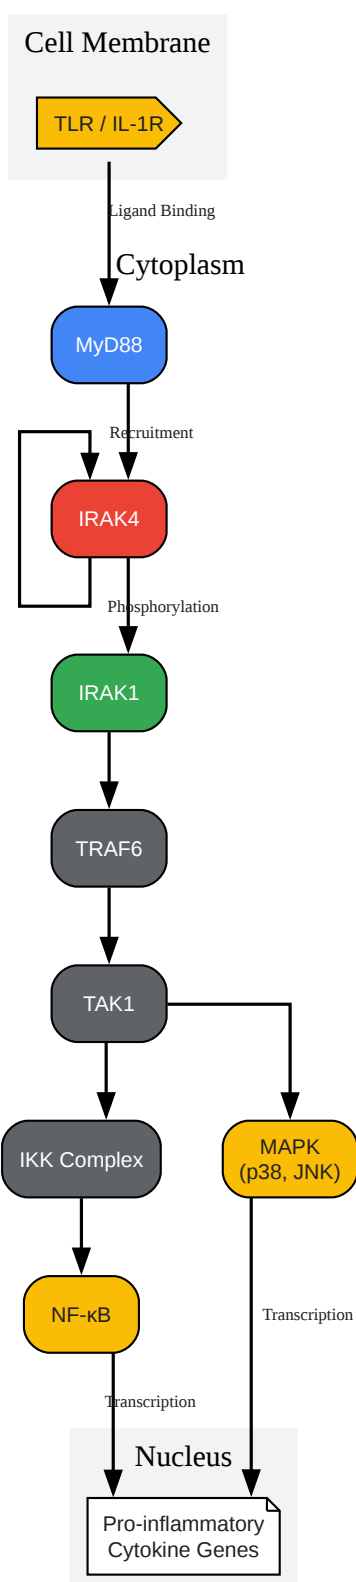 Cell Membrane
TLR / IL-1R
Ligand Binding
Cytoplasm
MyD88
Recruitment
IRAK4
Phosphorylation
IRAK1
TRAF6
TAK1
IKK Complex
MAPK
(p38, JNK)
NF-κB
Transcription
Transcription
Nucleus
Pro-inflammatory
Cytokine Genes